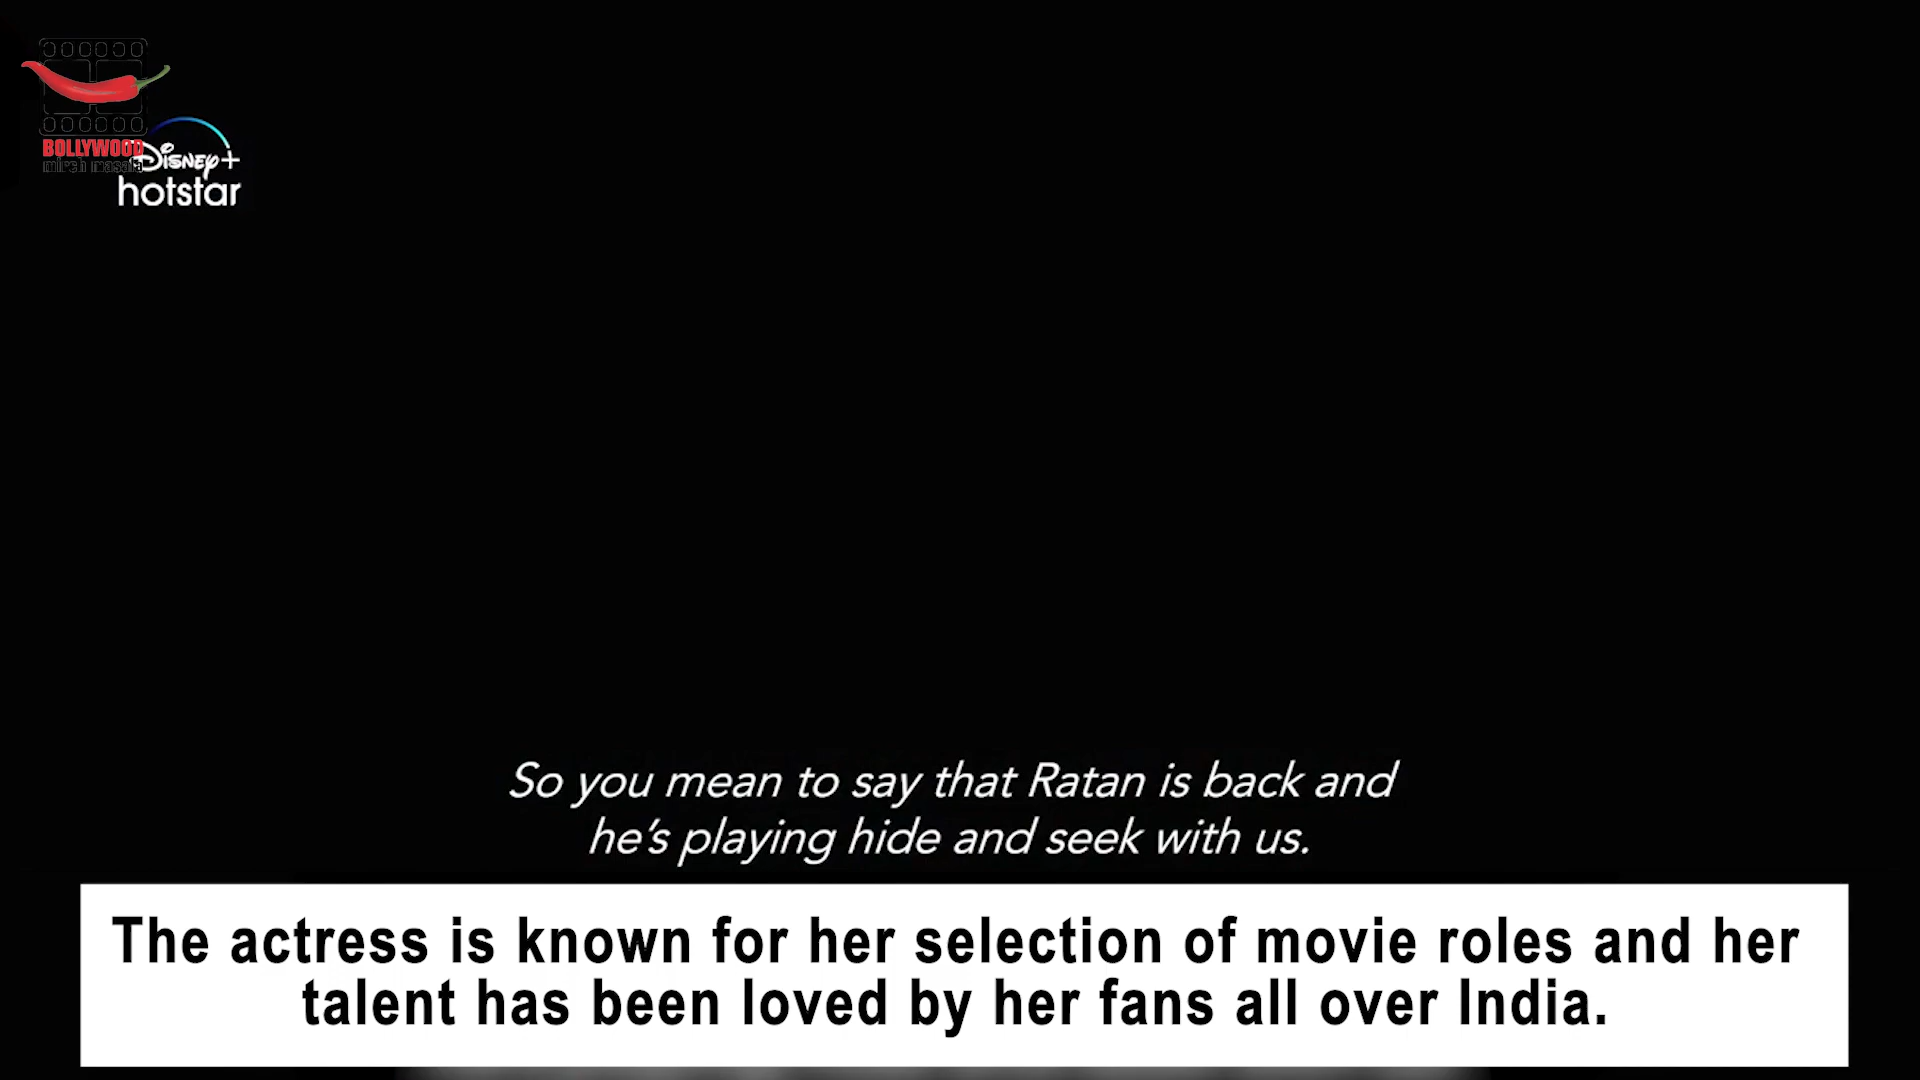 BOLLYWOOD
mirch masala
Disney+
hotstar
So you mean to say that Ratan is back and
he's playing hide and seek with us.
The actress is known for her selection of movie roles and her
talent has been loved by her fans all over India.